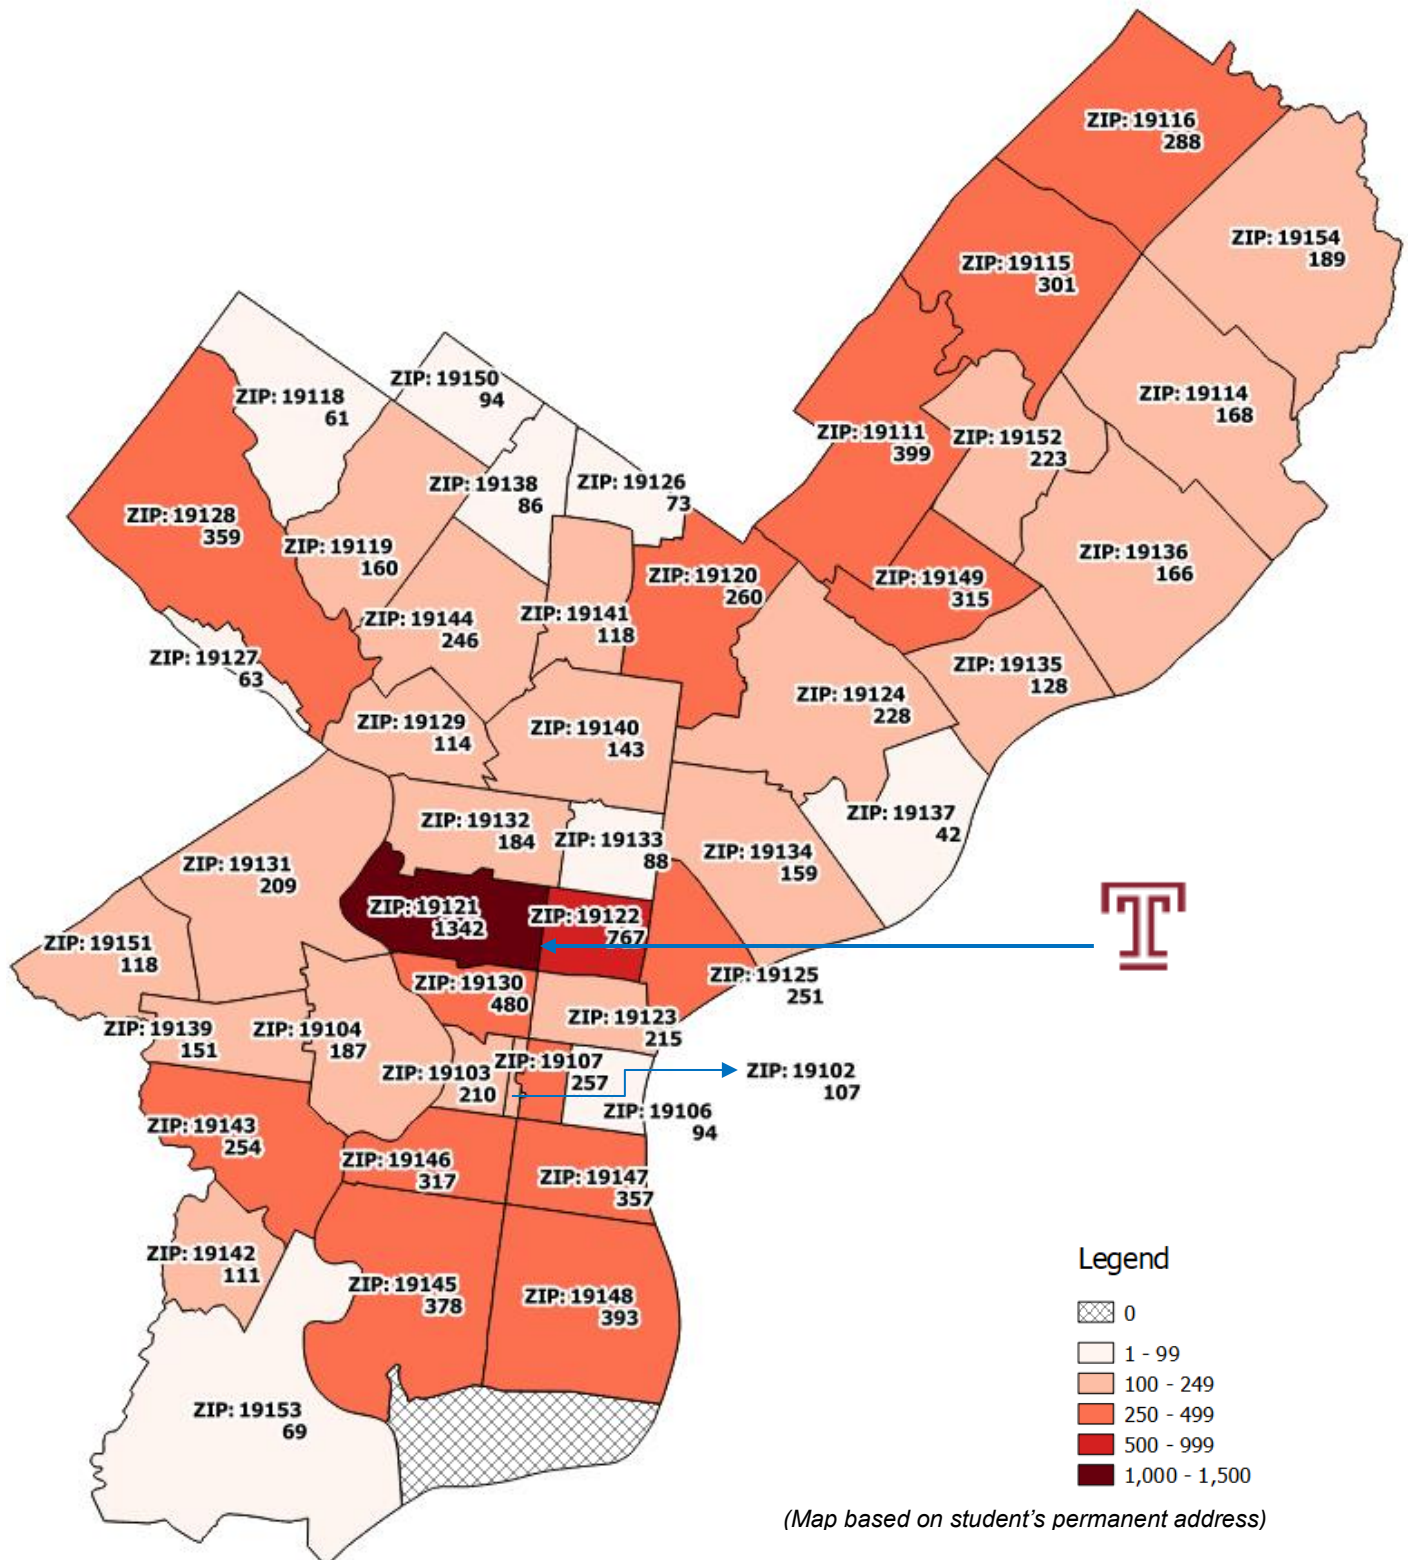 ZIP: 19116
288
ZIP: 19154
189
ZIP: 19115
301
ZIP: 19150
94
ZIP: 19118
61
ZIP: 19114
168
ZIP: 19111
399
ZIP: 19152
223
ZIP: 19138
86
ZIP: 19126
73
ZIP: 19128
359
ZIP: 19119
160
ZIP: 19136
166
ZIP: 19120
260
ZIP: 19149
315
ZIP: 19144
246
ZIP: 19141
118
ZIP: 19127
63
ZIP: 19135
128
ZIP: 19124
228
ZIP: 19129
114
ZIP: 19140
143
ZIP: 19137
42
ZIP: 19132
184
ZIP: 19133
88
ZIP: 19134
159
ZIP: 19131
209
ZIP: 19121
1342
ZIP: 19122
767
T
ZIP: 19151
118
ZIP: 19130
480
ZIP: 19125
251
ZIP: 19123
215
ZIP: 19139
151
ZIP: 19104
187
ZIP: 19103
210
ZIP: 19107
257
ZIP: 19102
107
ZIP: 19106
94
ZIP: 19143
254
ZIP: 19146
317
ZIP: 19147
357
ZIP: 19142
111
ZIP: 19145
378
ZIP: 19148
393
ZIP: 19153
69
Legend
0
1 - 99
100 - 249
250 - 499
500 - 999
1,000 - 1,500
(Map based on student's permanent address)